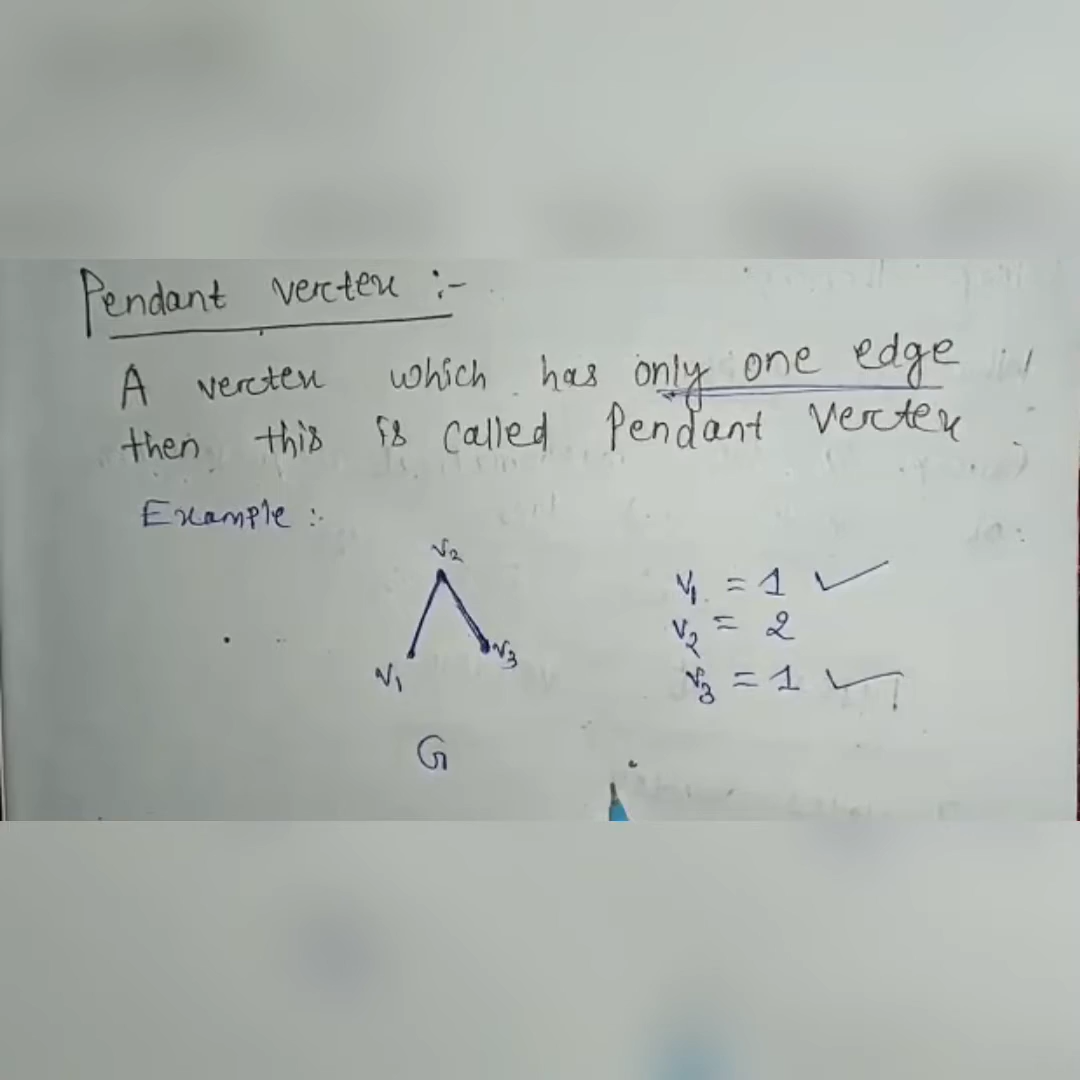 Pendant vertex :-
A vertex which has only one edge
then this is called Pendant Vertex
Example :
V₂
V₁ = 1 ✓
V₂ = 2
V₃
V₁
V₃ = 1 ✓
G